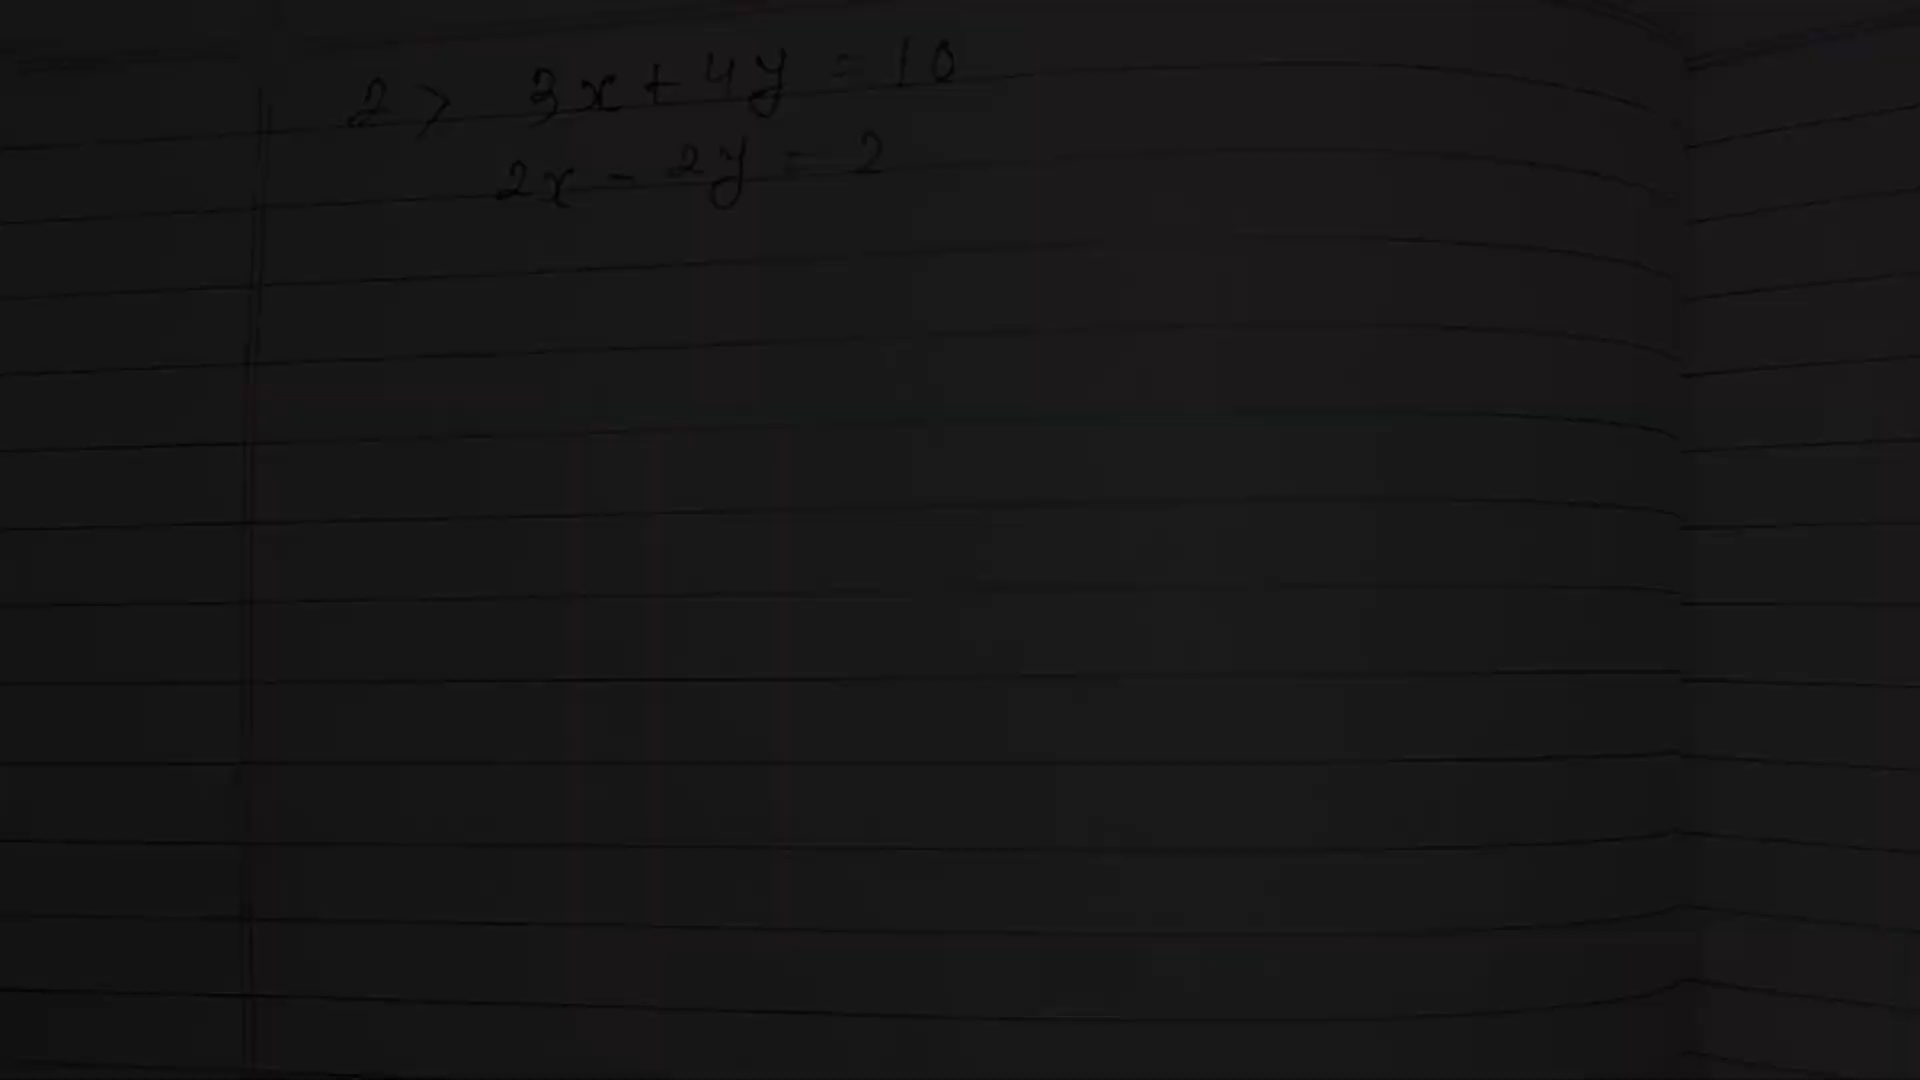 2> 3x + 4y = 10
2x - 2y = 2